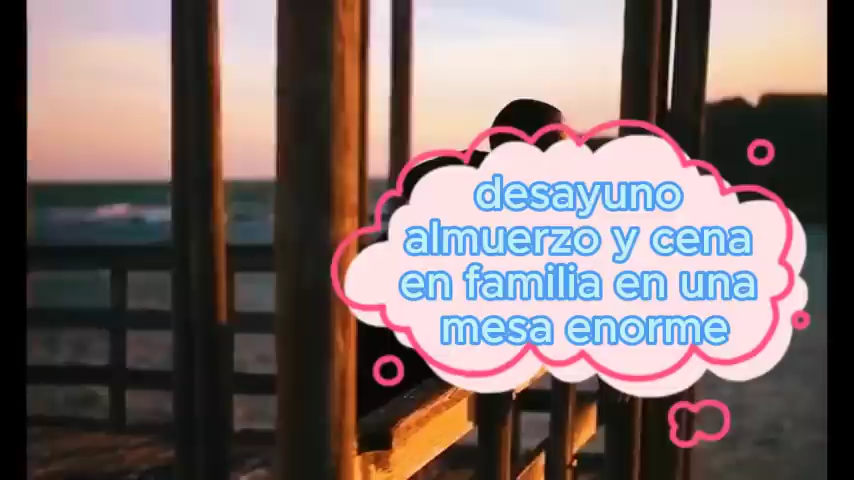 desayuno
almuerzo y cena
en familia en una
mesa enorme